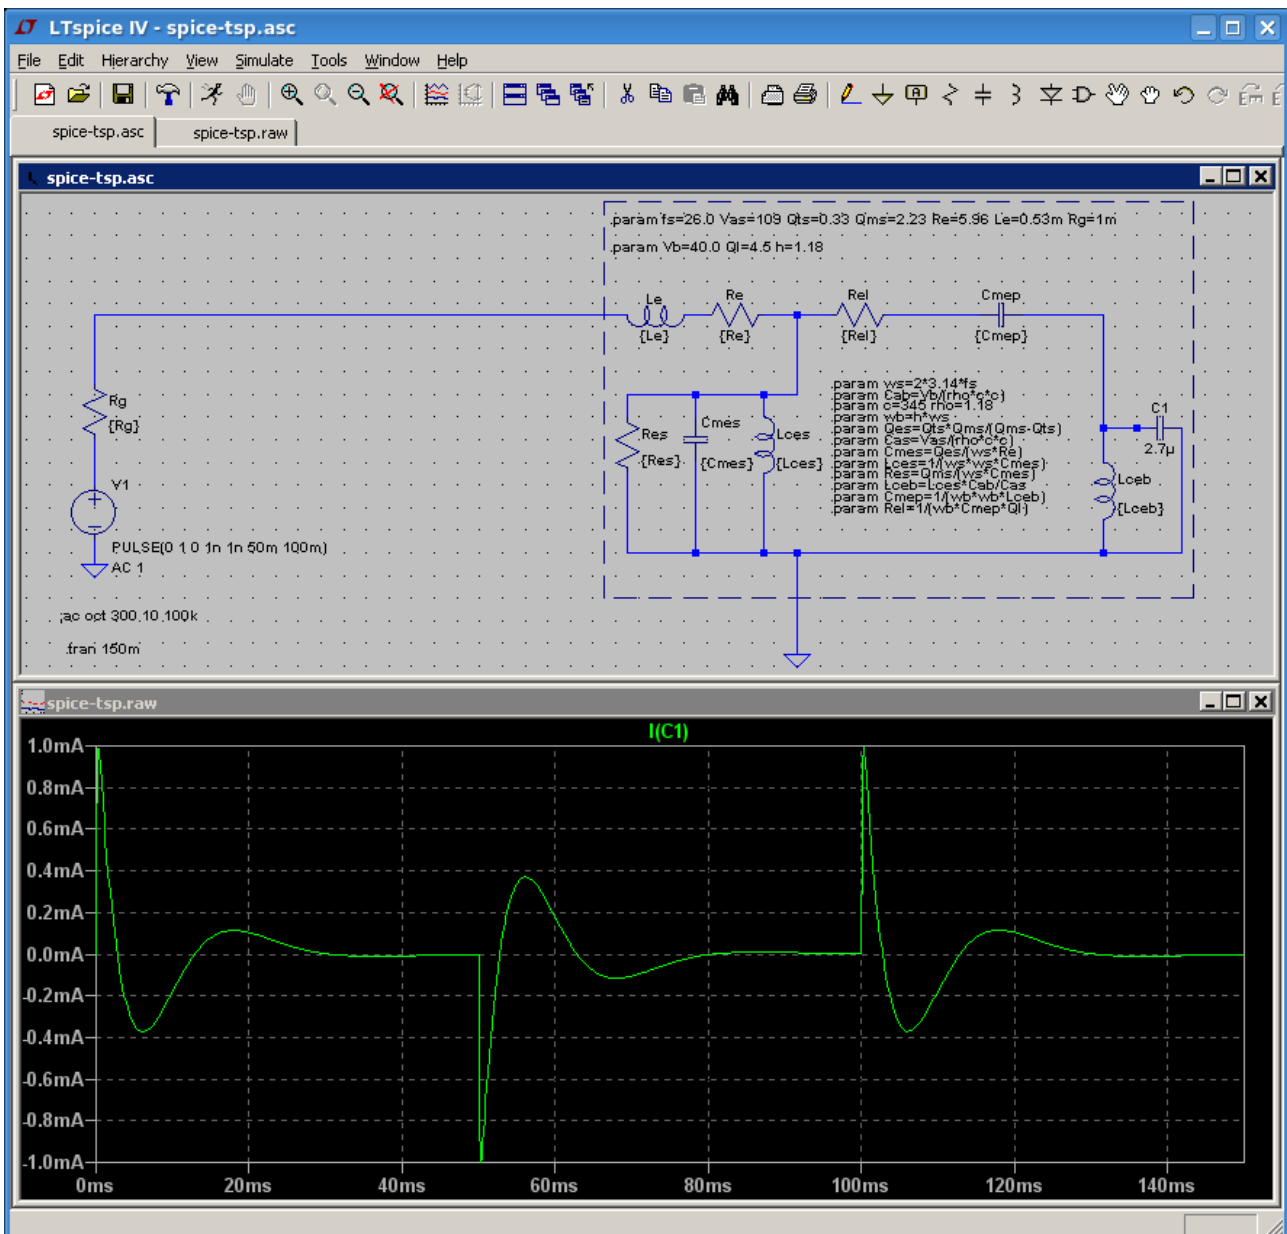 LTspice IV - spice-tsp.asc
File Edit Hierarchy View Simulate Tools Window Help
spice-tsp.asc spice-tsp.raw
spice-tsp.asc
.param fs=26.0 Vas=109 Qts=0.33 Qms=2.23 Re=5.96 Le=0.53m Rg=1m
.param Vb=40.0 Ql=4.5 h=1.18
Le Re Rel Cmep
{Le} {Re} {Rel} {Cmep}
Rg
{Rg}
V1
PULSE(0 1 0 1n 1n 50m 100m)
AC 1
Res Cmes Lces
{Res} {Cmes} {Lces}
.param ws=2*3.14*fs
.param Cab=Vb/(rho*c*c)
.param c=345 rho=1.18
.param wb=h*ws
.param Qes=Qts*Qms/(Qms-Qts)
.param Cas=Vas/(rho*c*c)
.param Cmes=Qes/(ws*Re)
.param Lces=1/(ws*ws*Cmes)
.param Res=Qms/(ws*Cmes)
.param Lceb=Lces*Cab/Cas
.param Cmep=1/(wb*wb*Lceb)
.param Rel=1/(wb*Cmep*Ql)
C1
2.7µ
Lceb
{Lceb}
;ac oct 300 10 100k
.tran 150m
spice-tsp.raw
I(C1)
1.0mA
0.8mA
0.6mA
0.4mA
0.2mA
0.0mA
-0.2mA
-0.4mA
-0.6mA
-0.8mA
-1.0mA
0ms 20ms 40ms 60ms 80ms 100ms 120ms 140ms